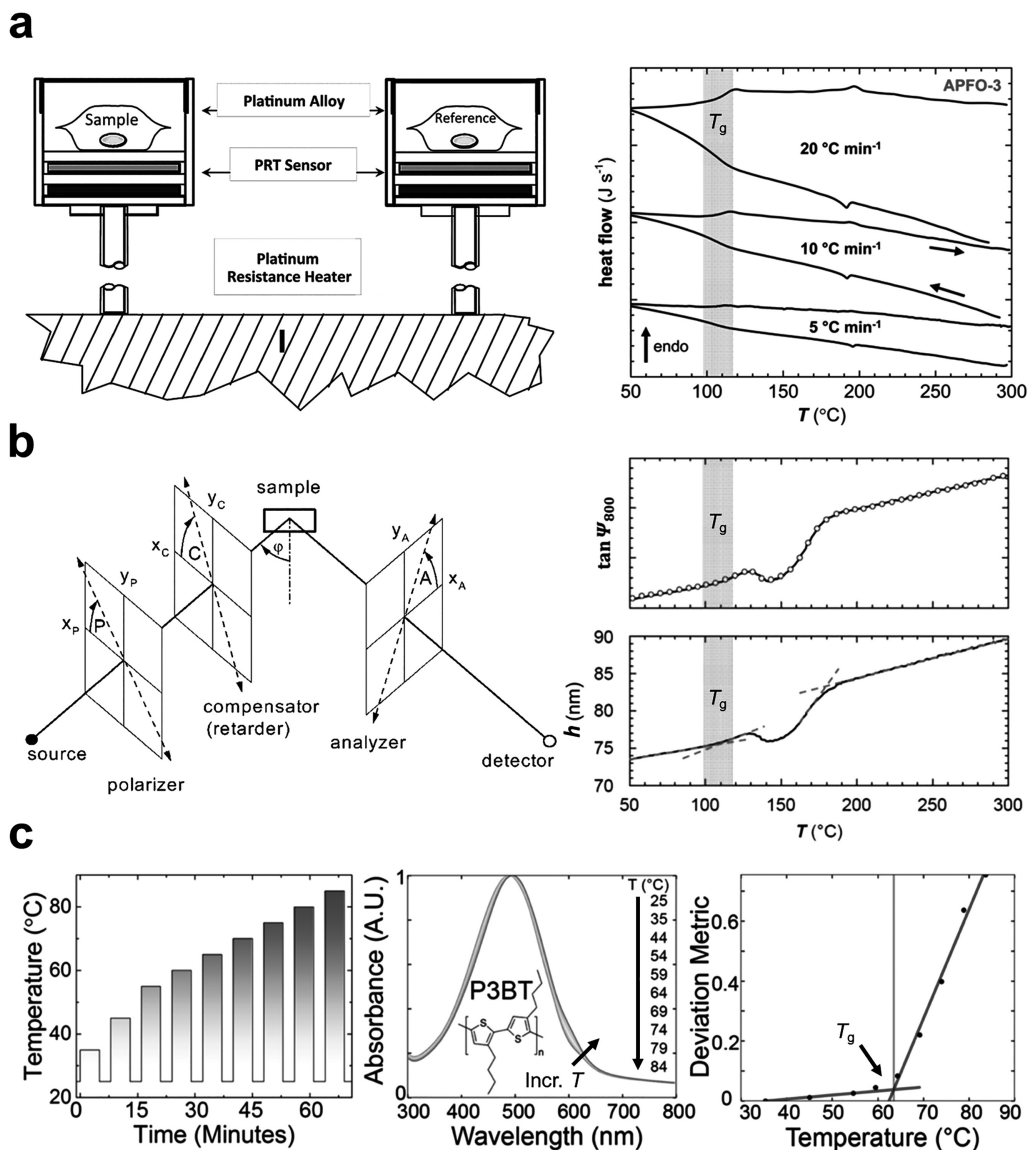 a
Platinum Alloy
Sample
Reference
PRT Sensor
Platinum
Resistance Heater
APFO-3
Tg
20 °C min-1
10 °C min-1
5 °C min-1
endo
heat flow (J s-1)
50 100 150 200 250 300
T (°C)
b
sample
yC
xC
C
φ
yA
xA
A
yP
xP
P
compensator
(retarder)
analyzer
source
detector
polarizer
tan Ψ800
Tg
90
85
80
75
70
h (nm)
Tg
50 100 150 200 250 300
T (°C)
c
Temperature (°C)
80
60
40
20
0 15 30 45 60
Time (Minutes)
Absorbance (A.U.)
1
0
P3BT
S
S
n
Incr. T
T (°C)
25
35
44
54
59
64
69
74
79
84
300 400 500 600 700 800
Wavelength (nm)
Deviation Metric
0.6
0.4
0.2
0
Tg
30 40 50 60 70 80 90
Temperature (°C)